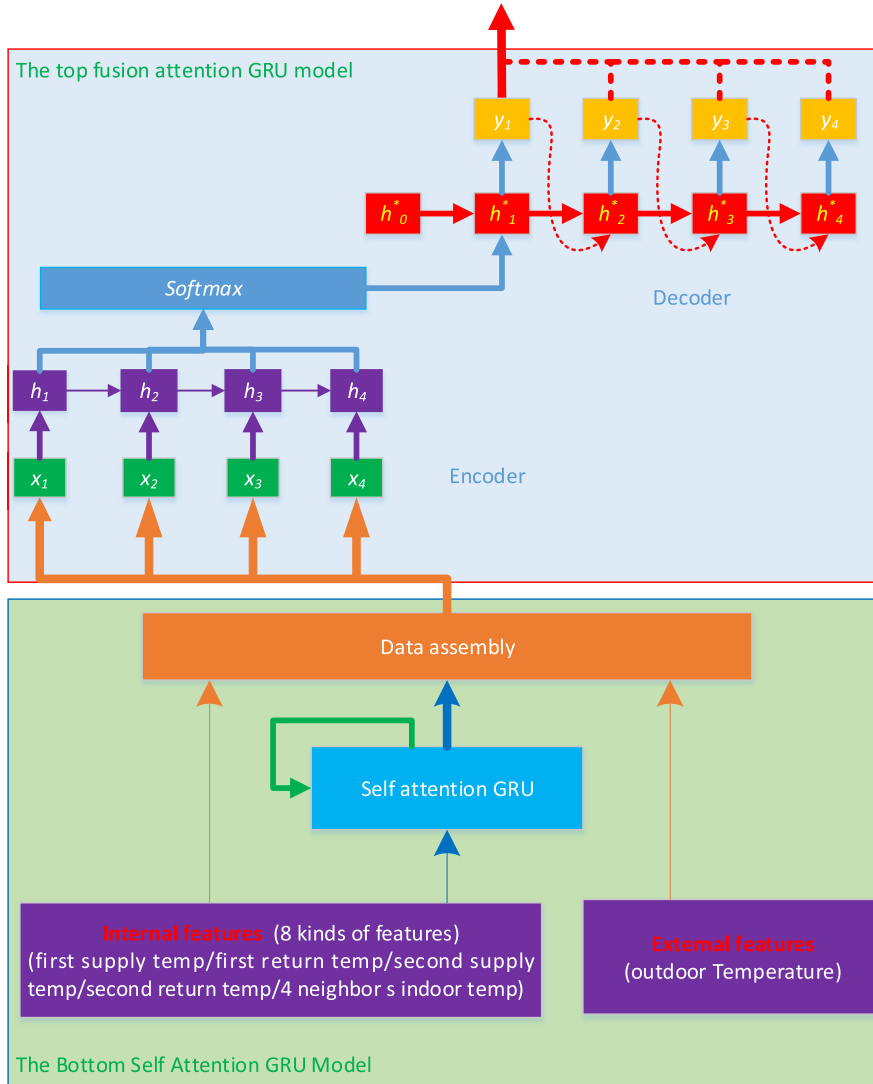 The top fusion attention GRU model
y1 y2 y3 y4
h*0 h*1 h*2 h*3 h*4
Softmax
Decoder
h1 h2 h3 h4
x1 x2 x3 x4
Encoder
Data assembly
Self attention GRU
Internal features (8 kinds of features)
(first supply temp/first return temp/second supply
temp/second return temp/4 neighbor s indoor temp)
External features
(outdoor Temperature)
The Bottom Self Attention GRU Model